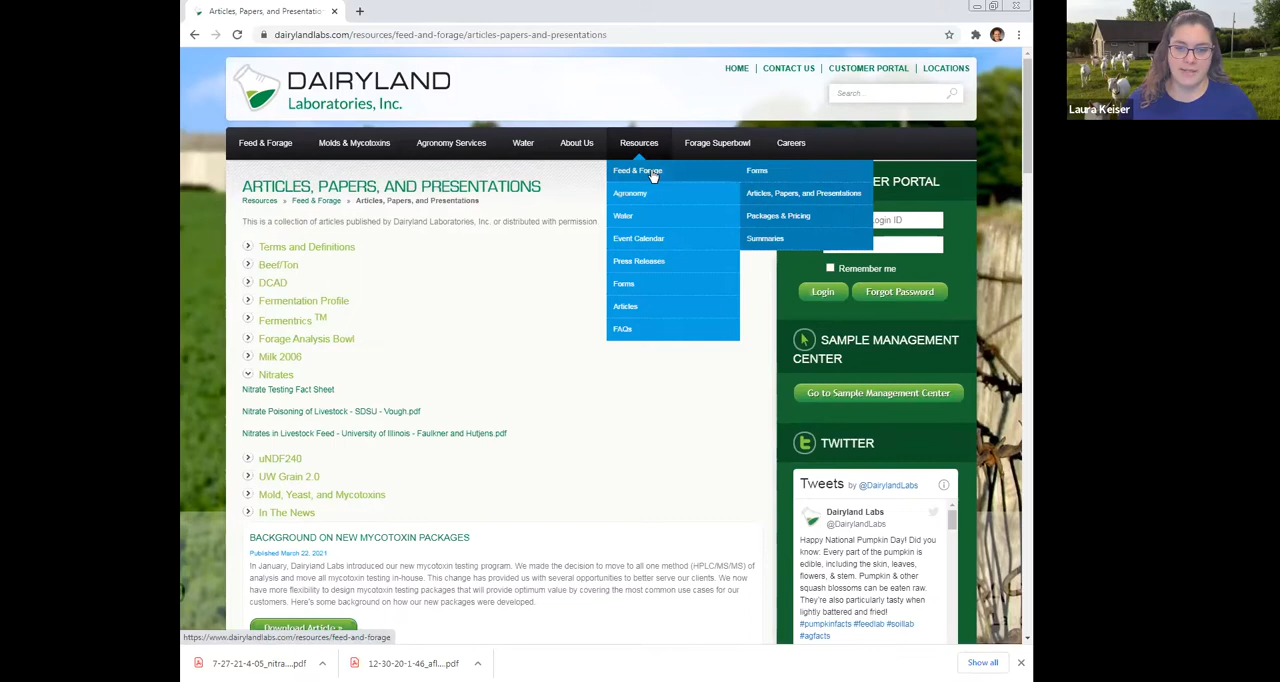 Articles, Papers, and Presentatio
dairylandlabs.com/resources/feed-and-forage/articles-papers-and-presentations
Laura Keiser
DAIRYLAND
Laboratories, Inc.
HOME | CONTACT US | CUSTOMER PORTAL | LOCATIONS
Search ...
Feed & Forage Molds & Mycotoxins Agronomy Services Water About Us Resources Forage Superbowl Careers
Feed & Forage
Agronomy
Water
Event Calendar
Press Releases
Forms
Articles
FAQs
Forms
Articles, Papers, and Presentations
Packages & Pricing
Summaries
ARTICLES, PAPERS, AND PRESENTATIONS
Resources » Feed & Forage » Articles, Papers, and Presentations
This is a collection of articles published by Dairyland Laboratories, Inc. or distributed with permission
Terms and Definitions
Beef/Ton
DCAD
Fermentation Profile
Fermentrics TM
Forage Analysis Bowl
Milk 2006
Nitrates
Nitrate Testing Fact Sheet
Nitrate Poisoning of Livestock - SDSU - Vough.pdf
Nitrates in Livestock Feed - University of Illinois - Faulkner and Hutjens.pdf
uNDF240
UW Grain 2.0
Mold, Yeast, and Mycotoxins
In The News
BACKGROUND ON NEW MYCOTOXIN PACKAGES
Published March 22, 2021
In January, Dairyland Labs introduced our new mycotoxin testing program. We made the decision to move to all one method (HPLC/MS/MS) of
analysis and move all mycotoxin testing in-house. This change has provided us with several opportunities to better serve our clients. We now
have more flexibility to design mycotoxin testing packages that will provide optimum value by covering the most common use cases for our
customers. Here's some background on how our new packages were developed.
Download Article »
ER PORTAL
Login ID
Remember me
Login Forgot Password
SAMPLE MANAGEMENT
CENTER
Go to Sample Management Center
TWITTER
Tweets by @DairylandLabs
Dairyland Labs
@DairylandLabs
Happy National Pumpkin Day! Did you
know: Every part of the pumpkin is
edible, including the skin, leaves,
flowers, & stem. Pumpkin & other
squash blossoms can be eaten raw.
They're also particularly tasty when
lightly battered and fried!
#pumpkinfacts #feedlab #soillab
#agfacts
https://www.dairylandlabs.com/resources/feed-and-forage
7-27-21-4-05_nitra....pdf 12-30-20-1-46_afl....pdf Show all